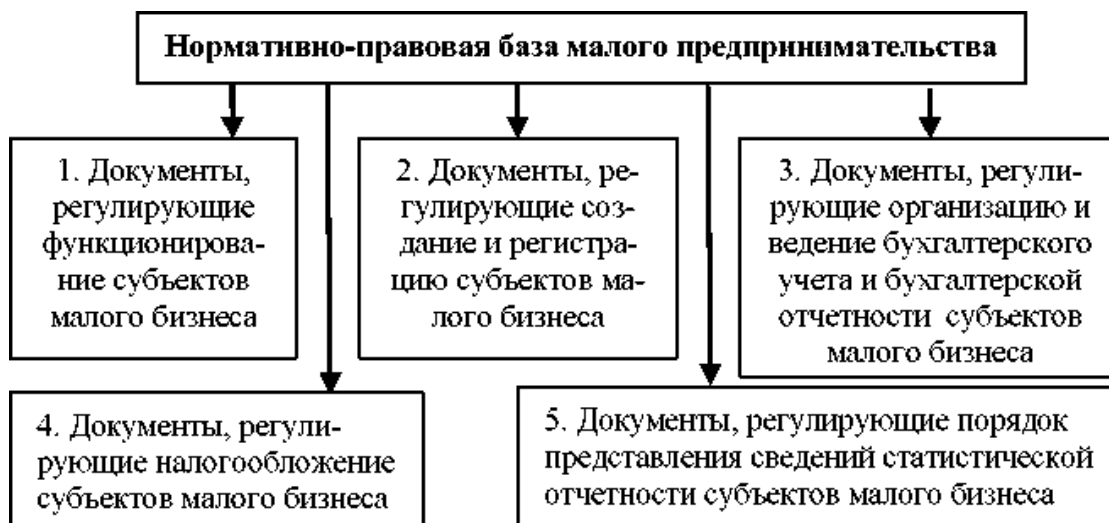 Нормативно-правовая база малого предпринимательства
1. Документы,
регулирующие
функционирова-
ние субъектов
малого бизнеса
2. Документы, ре-
гулирующие соз-
дание и регистра-
цию субъектов ма-
лого бизнеса
3. Документы, регули-
рующие организацию и
ведение бухгалтерского
учета и бухгалтерской
отчетности субъектов
малого бизнеса
4. Документы, регули-
рующие налогообложение
субъектов малого бизнеса
5. Документы, регулирующие порядок
представления сведений статистической
отчетности субъектов малого бизнеса